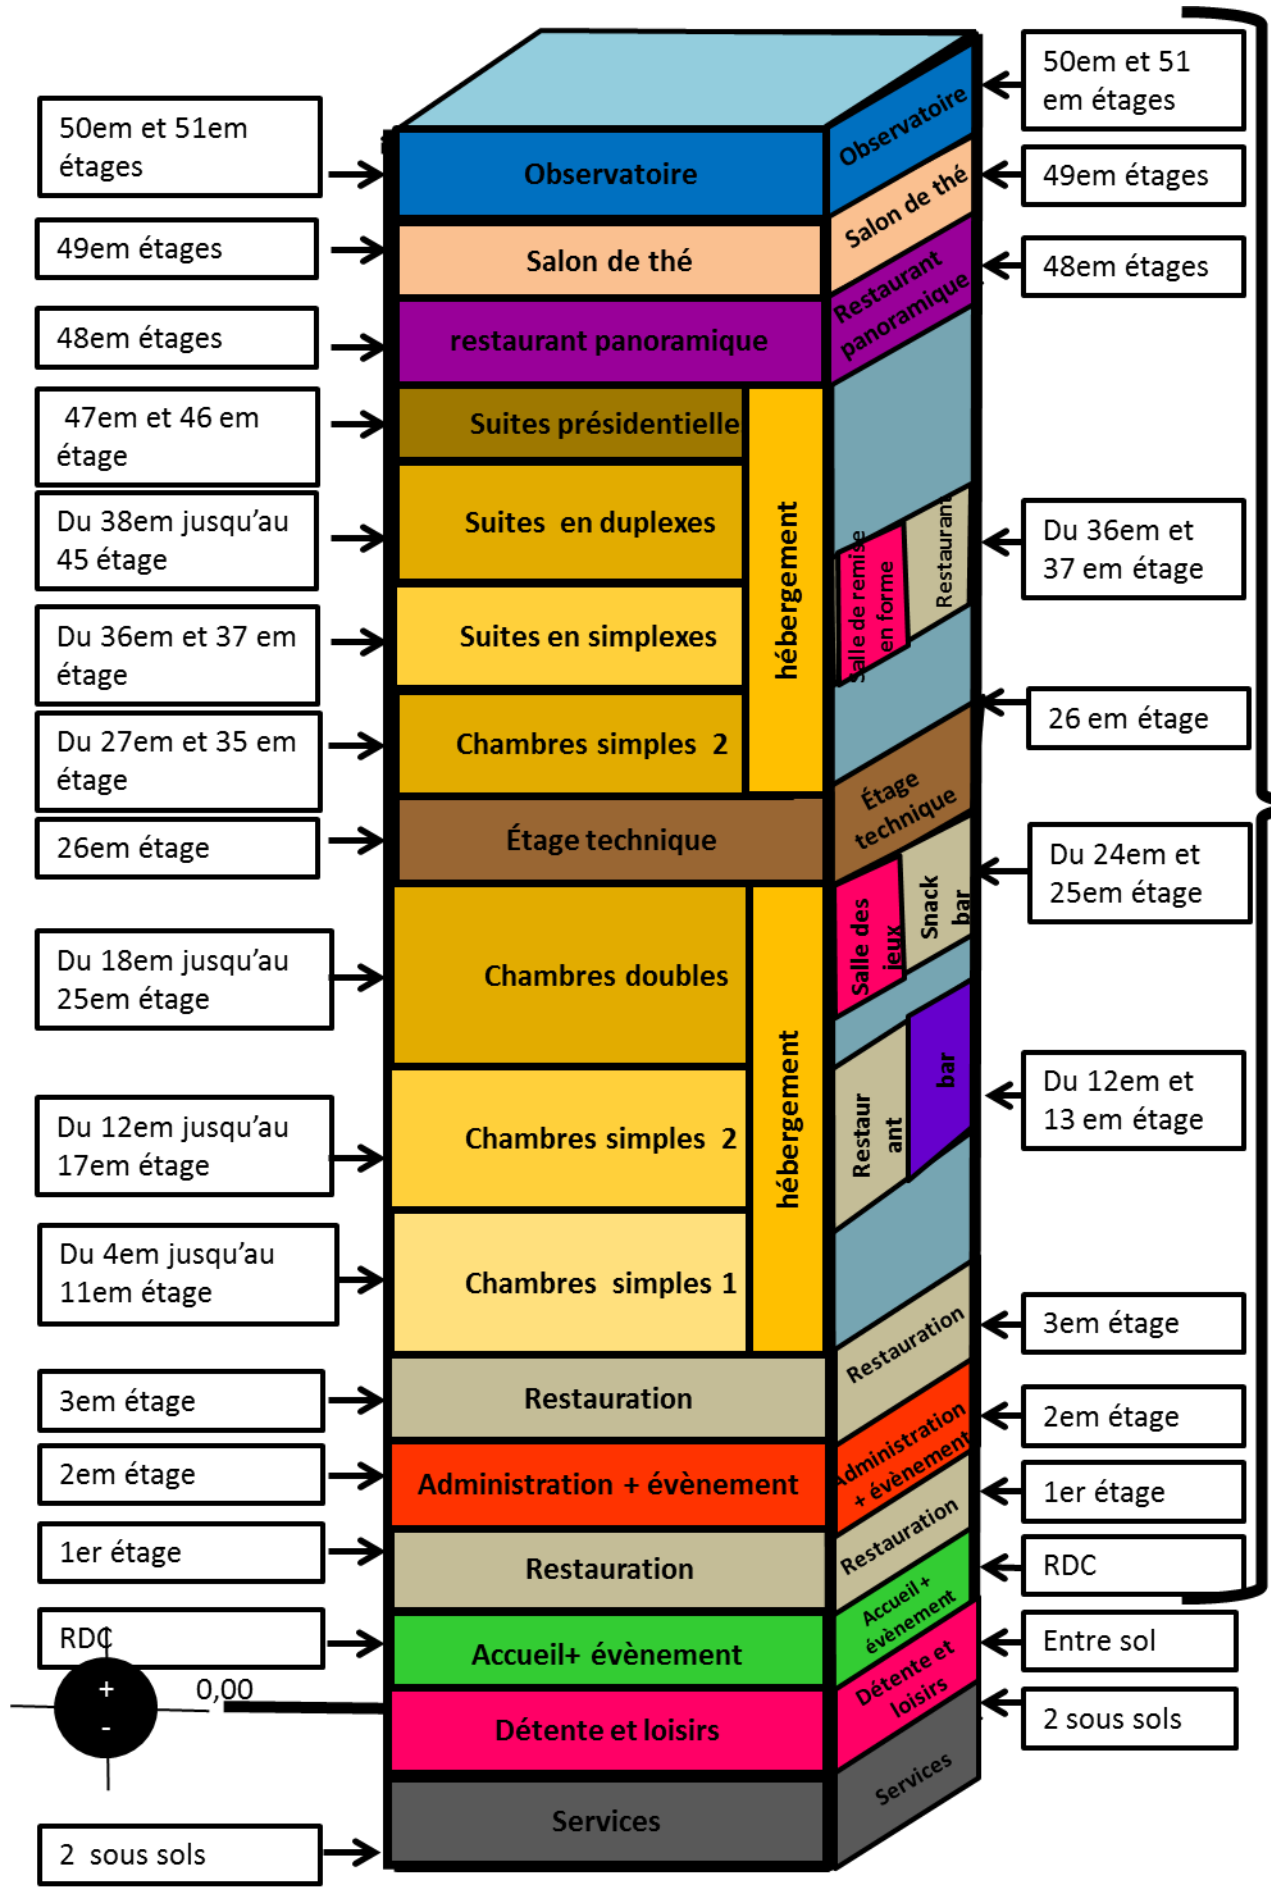 50em et 51em
étages
49em étages
48em étages
47em et 46 em
étage
Du 38em jusqu’au
45 étage
Du 36em et 37 em
étage
Du 27em et 35 em
étage
26em étage
Du 18em jusqu’au
25em étage
Du 12em jusqu’au
17em étage
Du 4em jusqu’au
11em étage
3em étage
2em étage
1er étage
RDC
+
-
0,00
2 sous sols
Observatoire
Salon de thé
restaurant panoramique
Suites présidentielle
Suites en duplexes
Suites en simplexes
Chambres simples 2
hébergement
Étage technique
Chambres doubles
Chambres simples 2
Chambres simples 1
hébergement
Restauration
Administration + évènement
Restauration
Accueil+ évènement
Détente et loisirs
Services
Observatoire
Salon de thé
Restaurant
panoramique
Salle de remise
en forme
Restaurant
Étage
technique
Salle des
jeux
Snack
bar
Restaur
ant
bar
Restauration
Administration
+ évènement
Restauration
Accueil +
évènement
Détente et
loisirs
Services
50em et 51
em étages
49em étages
48em étages
Du 36em et
37 em étage
26 em étage
Du 24em et
25em étage
Du 12em et
13 em étage
3em étage
2em étage
1er étage
RDC
Entre sol
2 sous sols